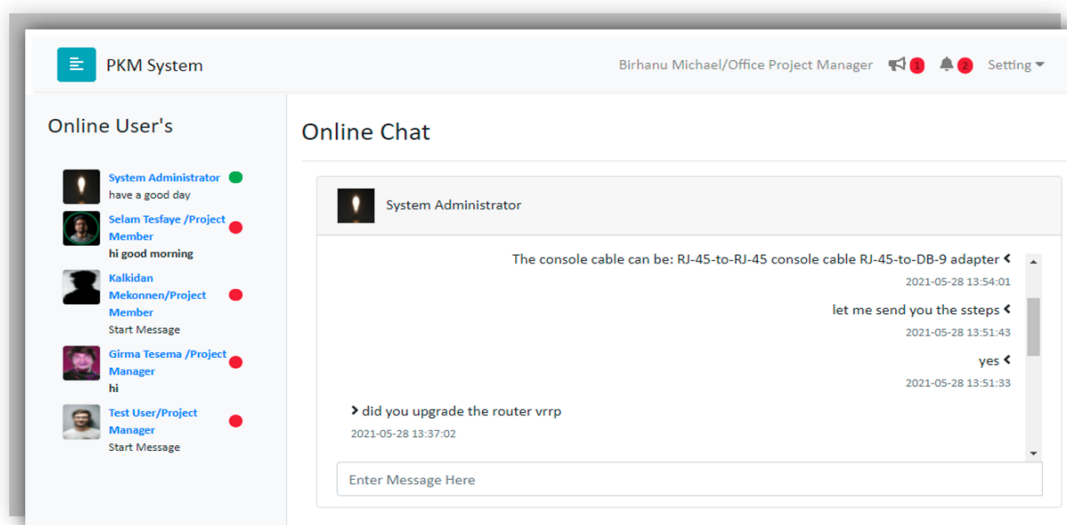 PKM System
Birhanu Michael/Office Project Manager
1
2
Setting
Online User's
System Administrator
have a good day
Selam Tesfaye /Project
Member
hi good morning
Kalkidan
Mekonnen/Project
Member
Start Message
Girma Tesema /Project
Manager
hi
Test User/Project
Manager
Start Message
Online Chat
System Administrator
The console cable can be: RJ-45-to-RJ-45 console cable RJ-45-to-DB-9 adapter
2021-05-28 13:54:01
let me send you the ssteps
2021-05-28 13:51:43
yes
2021-05-28 13:51:33
did you upgrade the router vrrp
2021-05-28 13:37:02
Enter Message Here